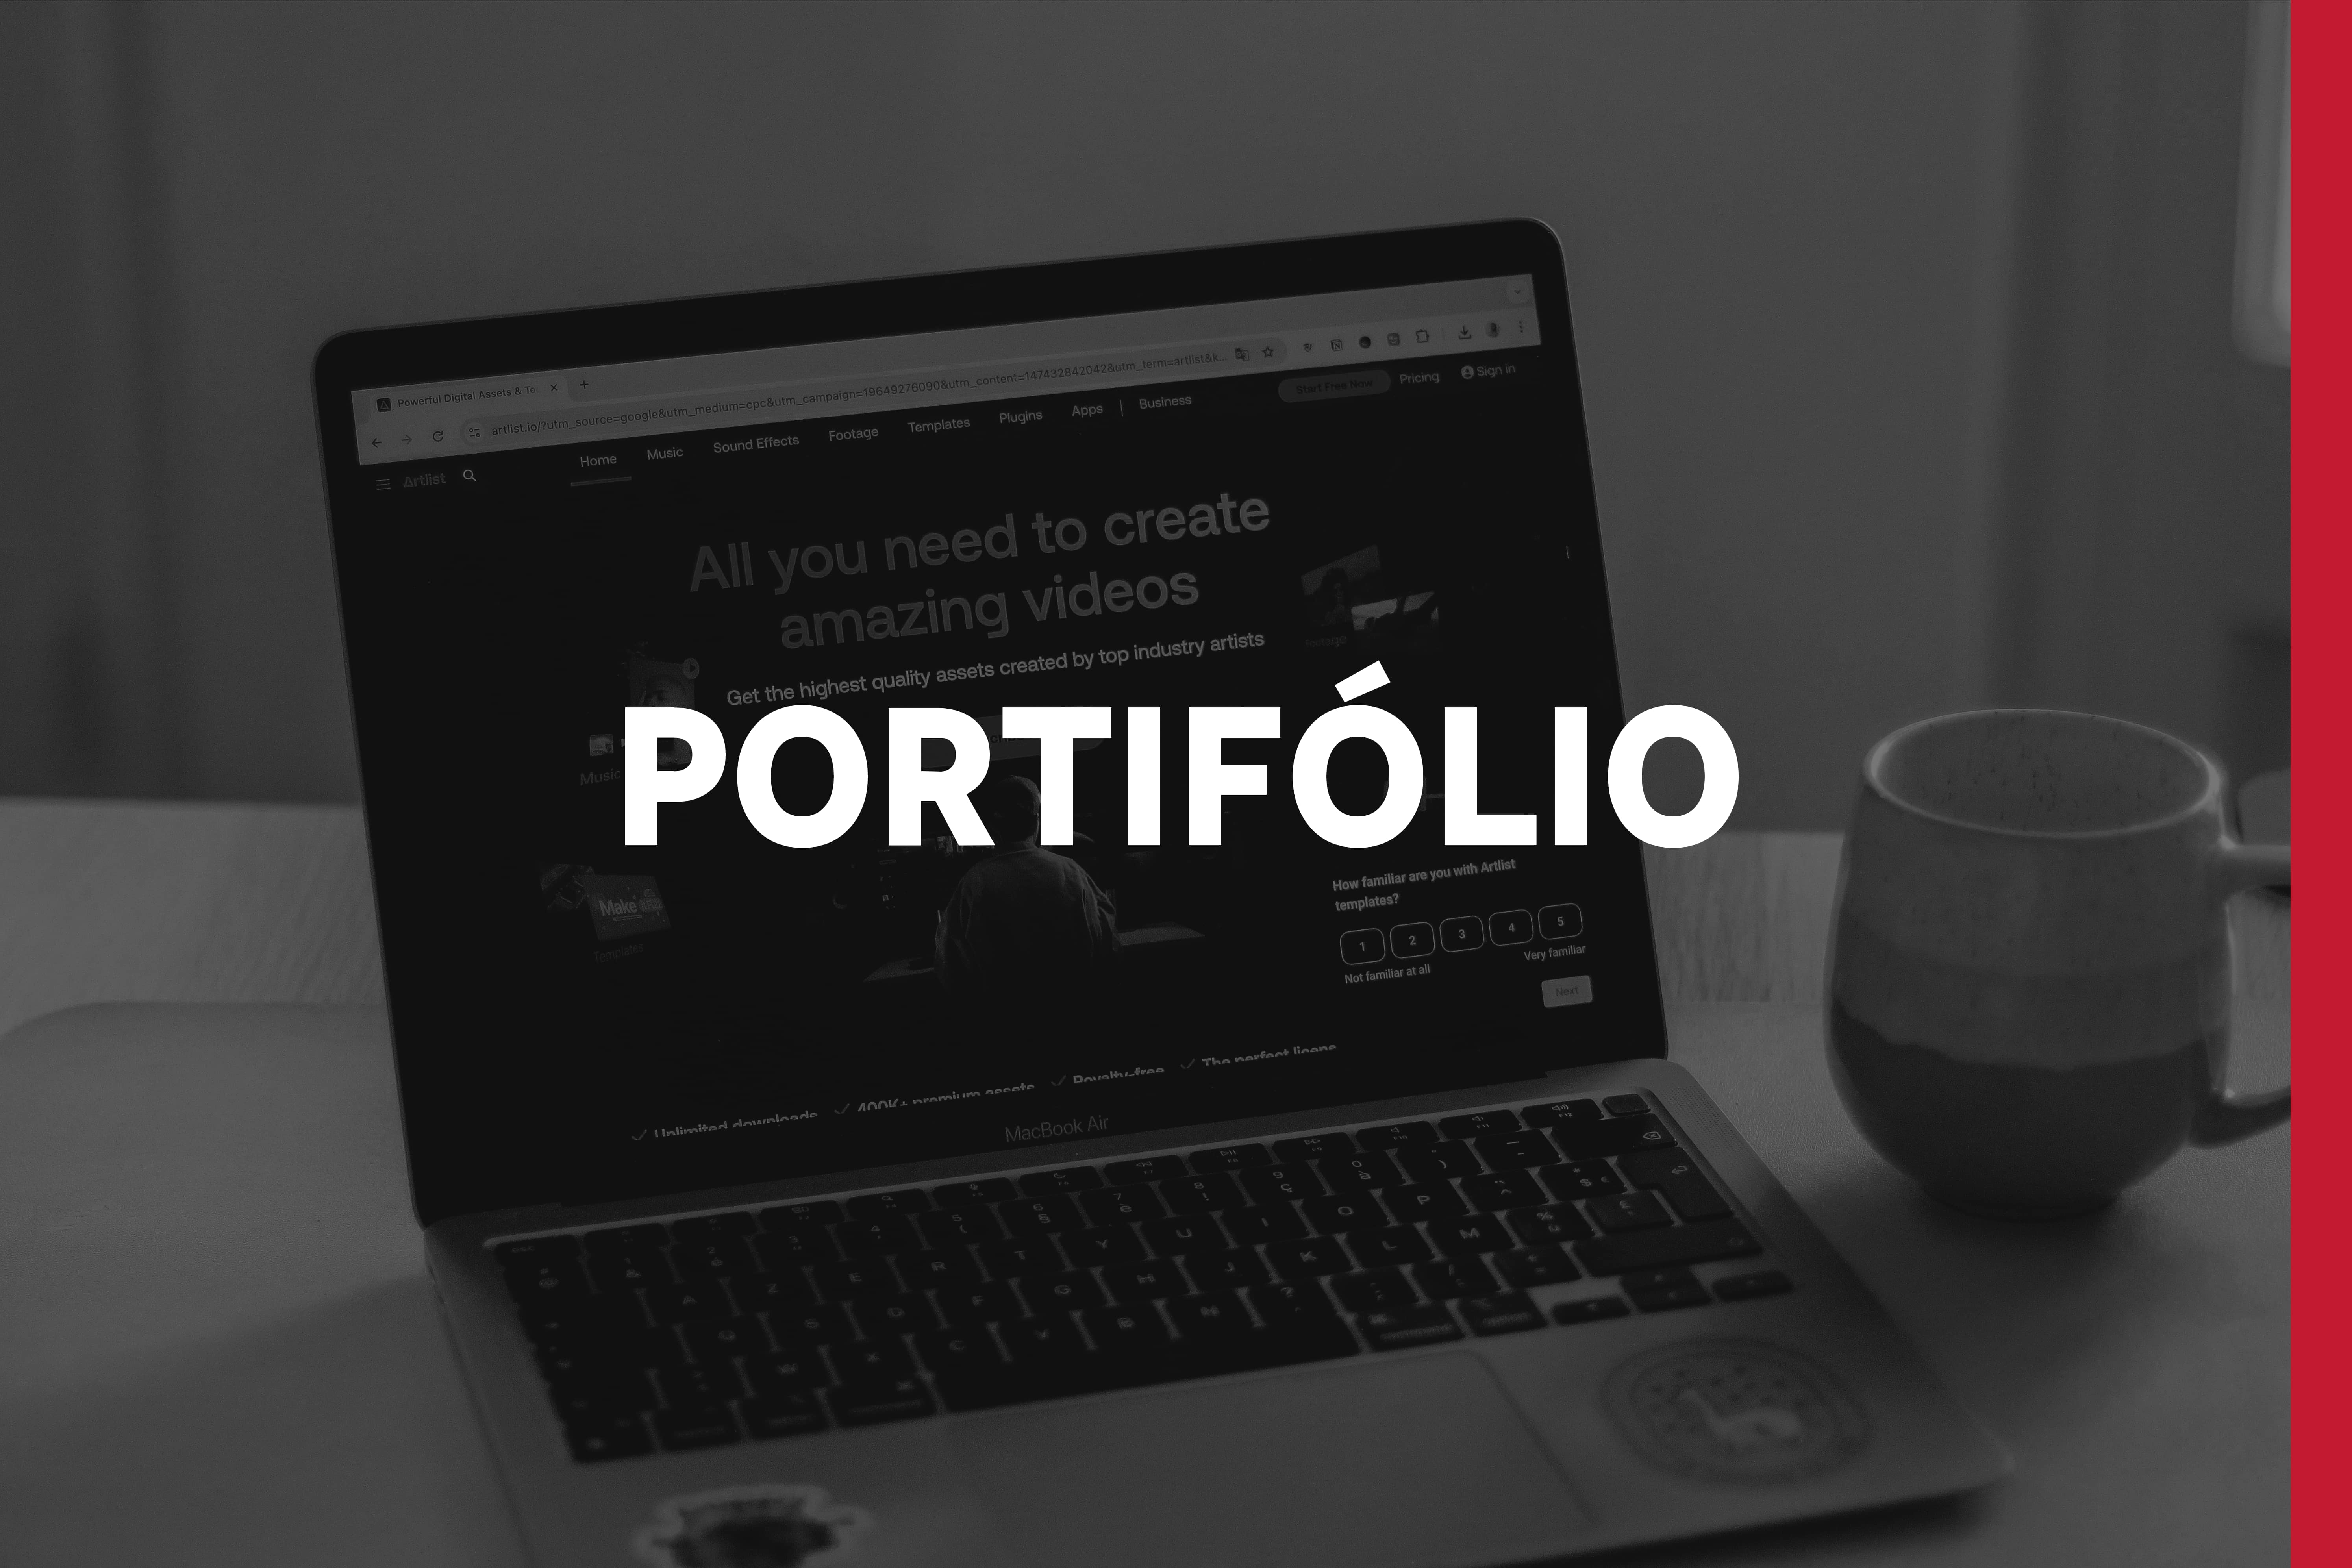 Powerful Digital Assets & To
artlist.io/?utm_source=google&utm_medium=cpc&utm_campaign=19649276090&utm_content=147432842042&utm_term=artlist&k...
Artlist
Home Music Sound Effects Footage Templates Plugins Apps | Business
Start Free Now Pricing Sign in
All you need to create
amazing videos
Get the highest quality assets created by top industry artists
Footage
PORTIFÓLIO
Music
Make
Templates
How familiar are you with Artlist
templates?
1 2 3 4 5
Not familiar at all Very familiar
Next
Unlimited downloads 400K+ premium assets Royalty-free The perfect licens
MacBook Air